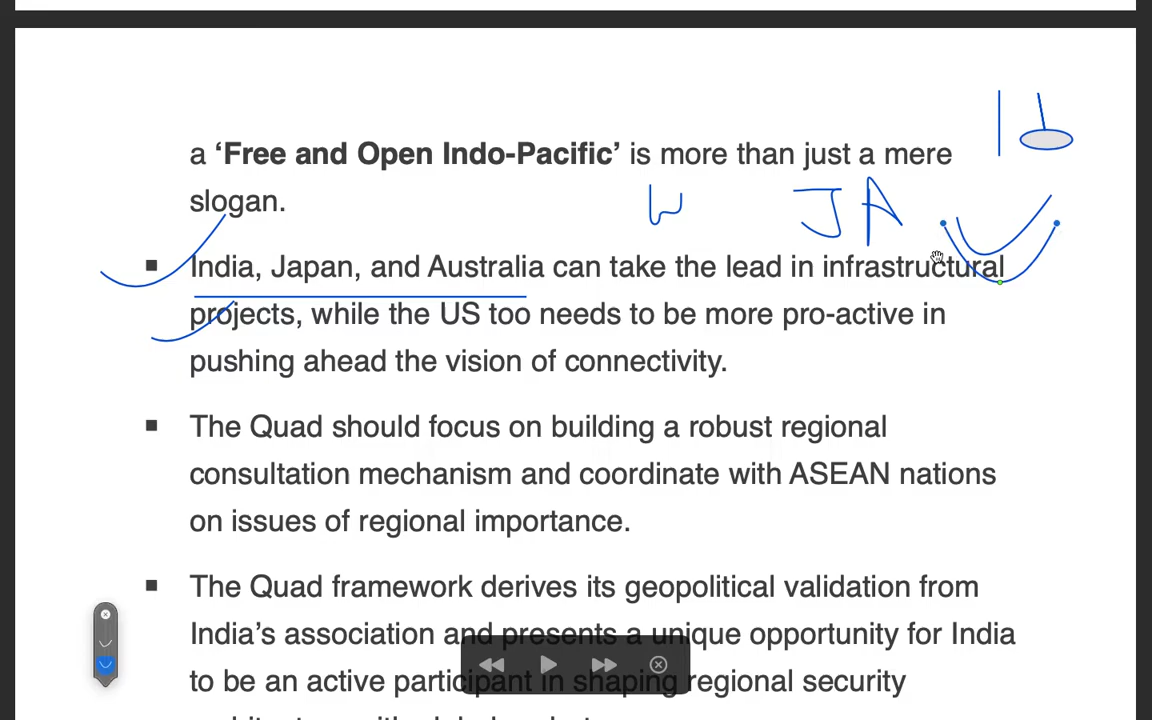 a ‘Free and Open Indo-Pacific’ is more than just a mere
slogan.
J A
▪ India, Japan, and Australia can take the lead in infrastructural
projects, while the US too needs to be more pro-active in
pushing ahead the vision of connectivity.
▪ The Quad should focus on building a robust regional
consultation mechanism and coordinate with ASEAN nations
on issues of regional importance.
▪ The Quad framework derives its geopolitical validation from
India’s association and presents a unique opportunity for India
to be an active participant in shaping regional security